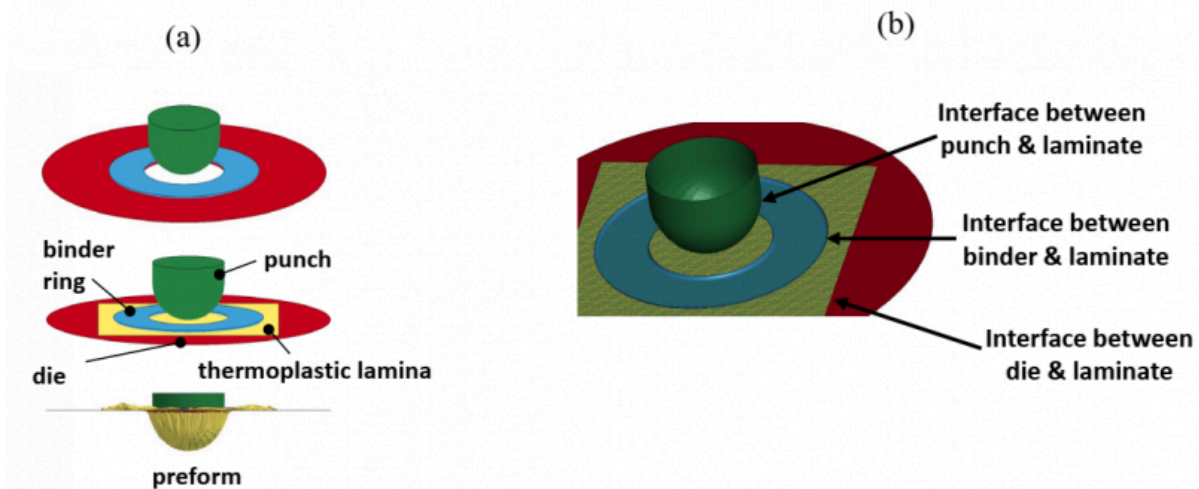 (a)
binder
ring
punch
die
thermoplastic lamina
preform
(b)
Interface between
punch & laminate
Interface between
binder & laminate
Interface between
die & laminate